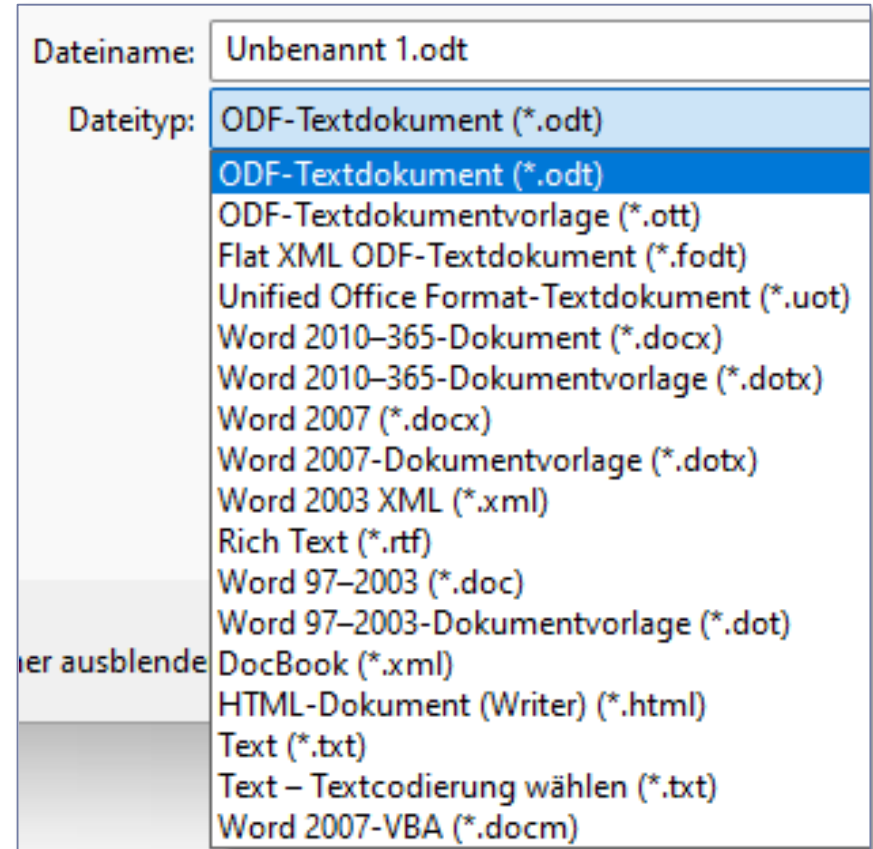 Dateiname: Unbenannt 1.odt
Dateityp: ODF-Textdokument (*.odt)
ODF-Textdokument (*.odt)
ODF-Textdokumentvorlage (*.ott)
Flat XML ODF-Textdokument (*.fodt)
Unified Office Format-Textdokument (*.uot)
Word 2010–365-Dokument (*.docx)
Word 2010–365-Dokumentvorlage (*.dotx)
Word 2007 (*.docx)
Word 2007-Dokumentvorlage (*.dotx)
Word 2003 XML (*.xml)
Rich Text (*.rtf)
Word 97–2003 (*.doc)
Word 97–2003-Dokumentvorlage (*.dot)
ausblende DocBook (*.xml)
HTML-Dokument (Writer) (*.html)
Text (*.txt)
Text – Textcodierung wählen (*.txt)
Word 2007-VBA (*.docm)